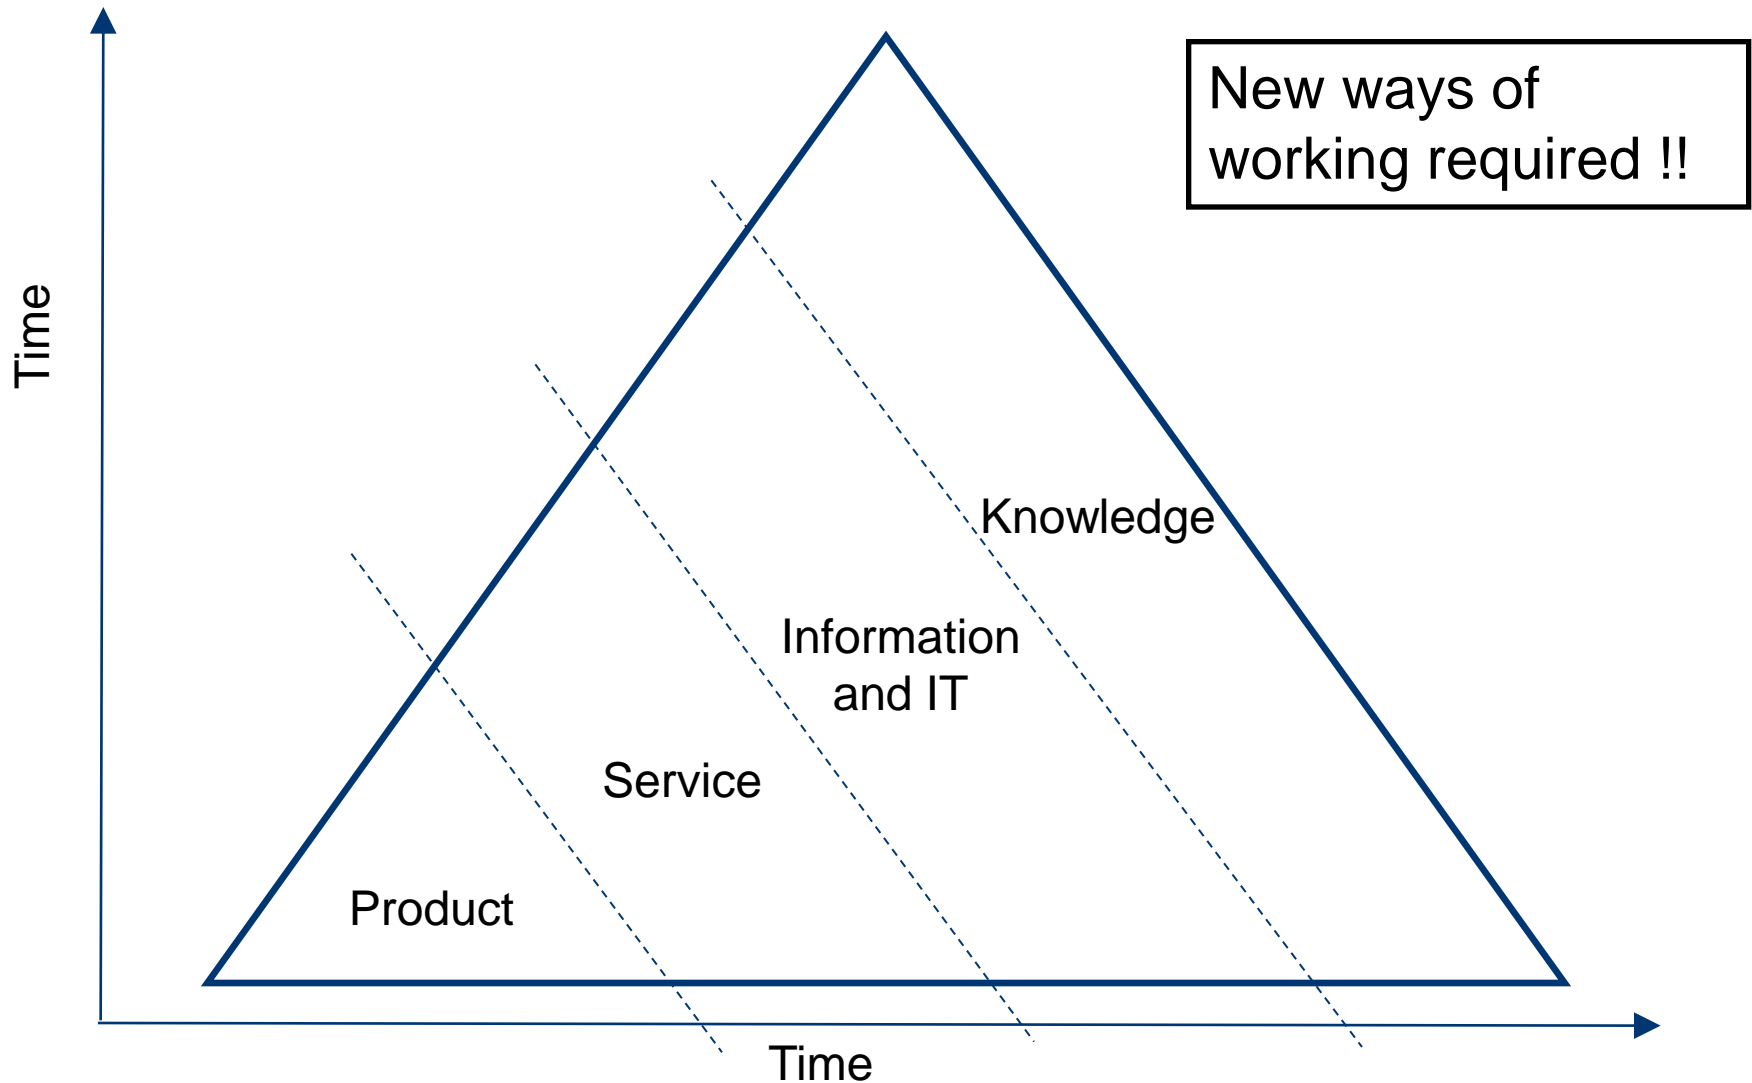 New ways of
working required !!
Time
Knowledge
Information
and IT
Service
Product
Time